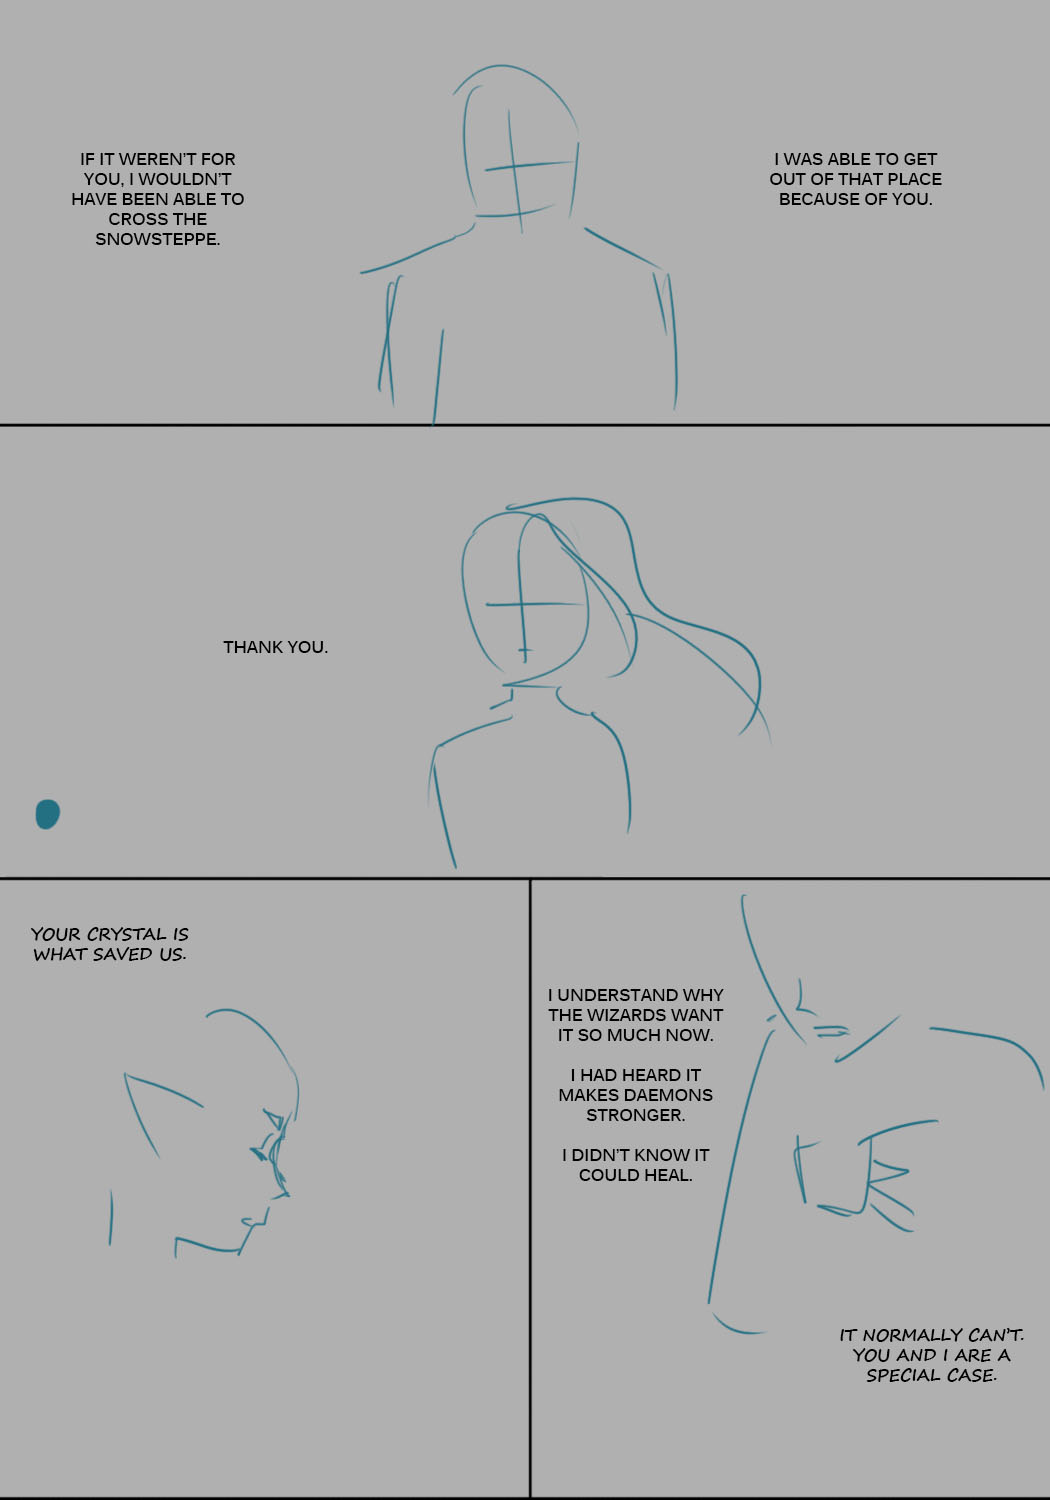 IF IT WEREN'T FOR
YOU, I WOULDN'T
HAVE BEEN ABLE TO
CROSS THE
SNOWSTEPPE.
I WAS ABLE TO GET
OUT OF THAT PLACE
BECAUSE OF YOU.
THANK YOU.
YOUR CRYSTAL IS
WHAT SAVED US.
I UNDERSTAND WHY
THE WIZARDS WANT
IT SO MUCH NOW.
I HAD HEARD IT
MAKES DAEMONS
STRONGER.
I DIDN'T KNOW IT
COULD HEAL.
IT NORMALLY CAN'T.
YOU AND I ARE A
SPECIAL CASE.